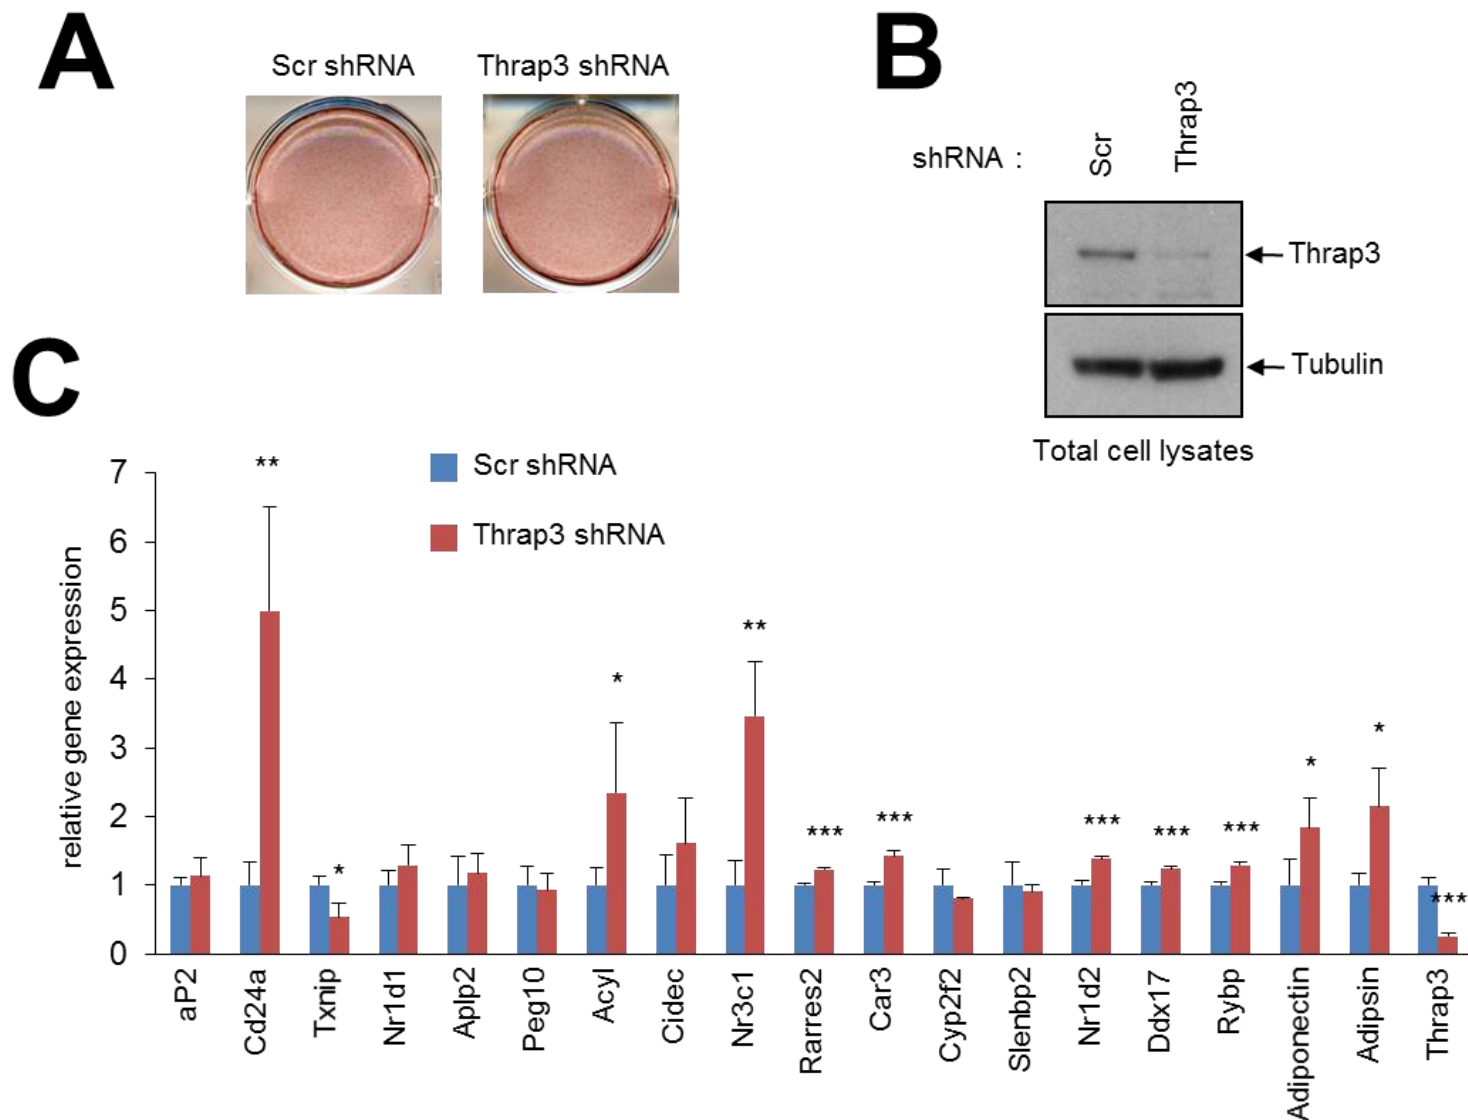 A
Scr shRNA
Thrap3 shRNA
B
shRNA :
Scr
Thrap3
Thrap3
Tubulin
Total cell lysates
C
Scr shRNA
Thrap3 shRNA
relative gene expression
7
6
5
4
3
2
1
0
**
*
*
**
***
***
***
***
***
*
*
***
aP2
Cd24a
Txnip
Nr1d1
Aplp2
Peg10
Acyl
Cidec
Nr3c1
Rarres2
Car3
Cyp2f2
Slenbp2
Nr1d2
Ddx17
Rybp
Adiponectin
Adipsin
Thrap3